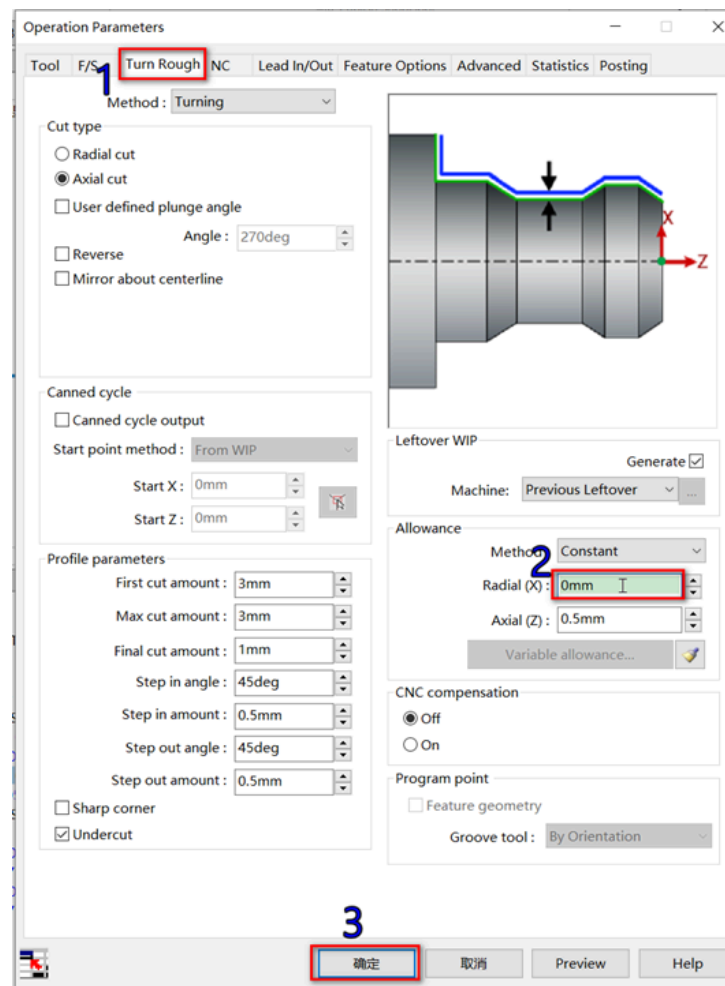 Operation Parameters
Tool F/S Turn Rough NC Lead In/Out Feature Options Advanced Statistics Posting
1
Method : Turning
Cut type
Radial cut
Axial cut
User defined plunge angle
Angle : 270deg
Reverse
Mirror about centerline
X
Z
Canned cycle
Canned cycle output
Start point method : From WIP
Start X : 0mm
Start Z : 0mm
Leftover WIP
Generate
Machine: Previous Leftover
...
Allowance
Method Constant
2
Radial (X) : 0mm
Axial (Z) : 0.5mm
Variable allowance...
Profile parameters
First cut amount : 3mm
Max cut amount : 3mm
Final cut amount : 1mm
Step in angle : 45deg
Step in amount : 0.5mm
Step out angle : 45deg
Step out amount : 0.5mm
Sharp corner
Undercut
CNC compensation
Off
On
Program point
Feature geometry
Groove tool : By Orientation
3
确定 取消 Preview Help